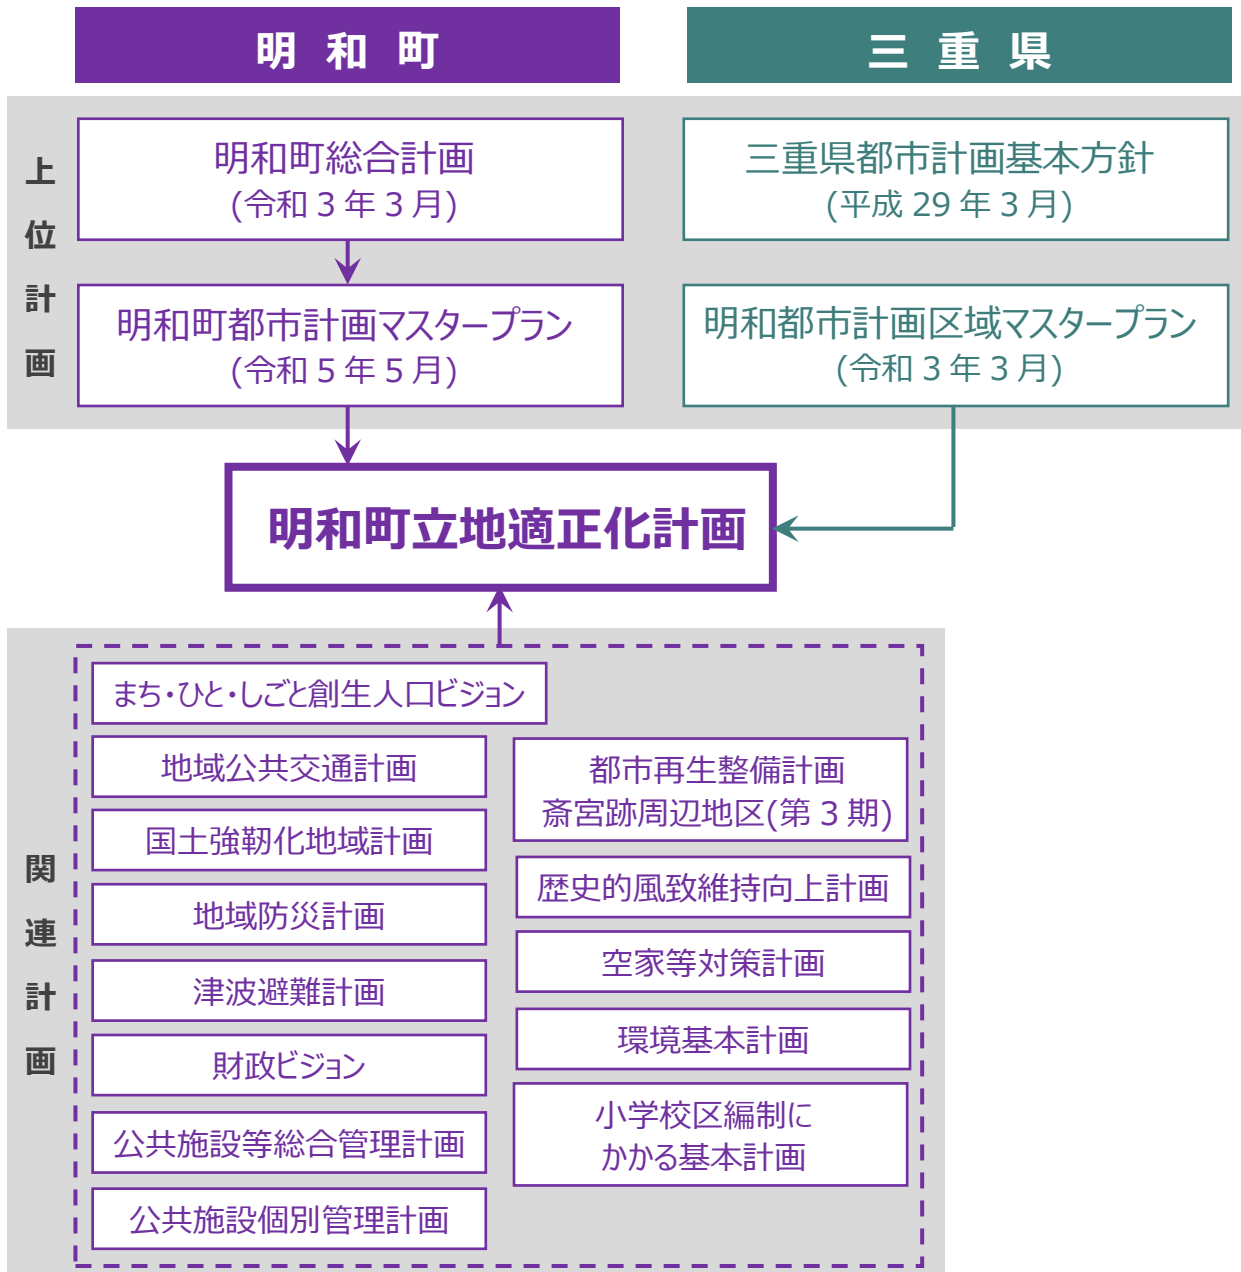 明和町
三重県
上位計画
明和町総合計画
(令和3年3月)
三重県都市計画基本方針
(平成29年3月)
明和町都市計画マスタープラン
(令和5年5月)
明和都市計画区域マスタープラン
(令和3年3月)
明和町立地適正化計画
関連計画
まち・ひと・しごと創生人口ビジョン
地域公共交通計画
国土強靭化地域計画
地域防災計画
津波避難計画
財政ビジョン
公共施設等総合管理計画
公共施設個別管理計画
都市再生整備計画
斎宮跡周辺地区(第3期)
歴史的風致維持向上計画
空家等対策計画
環境基本計画
小学校区編制に
かかる基本計画